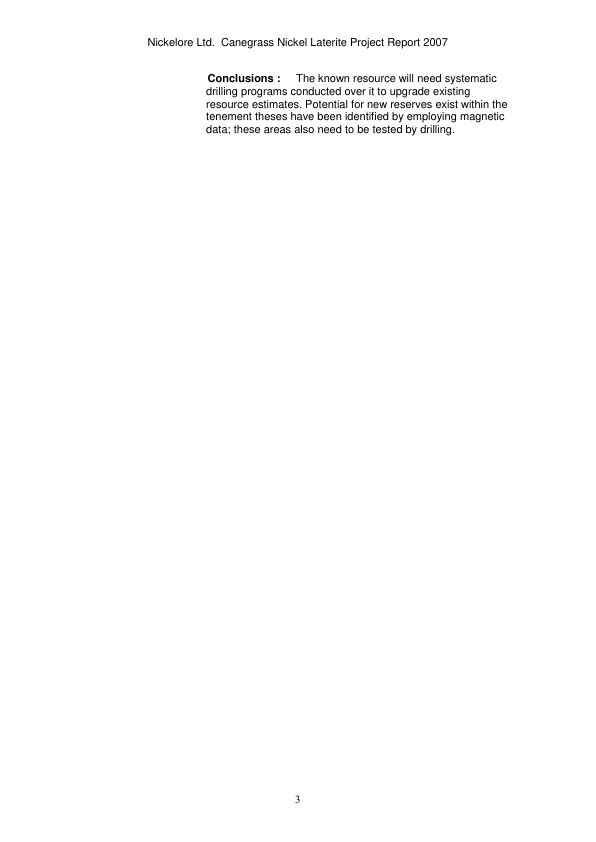 Nickelore Ltd.  Canegrass Nickel Laterite Project Report 2007
Conclusions :    The known resource will need systematic
drilling programs conducted over it to upgrade existing
resource estimates. Potential for new reserves exist within the
tenement theses have been identified by employing magnetic
data; these areas also need to be tested by drilling.
3